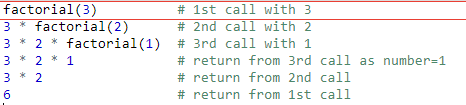 factorial(3)          # 1st call with 3
3 * factorial(2)      # 2nd call with 2
3 * 2 * factorial(1)  # 3rd call with 1
3 * 2 * 1             # return from 3rd call as number=1
3 * 2                 # return from 2nd call
6                     # return from 1st call